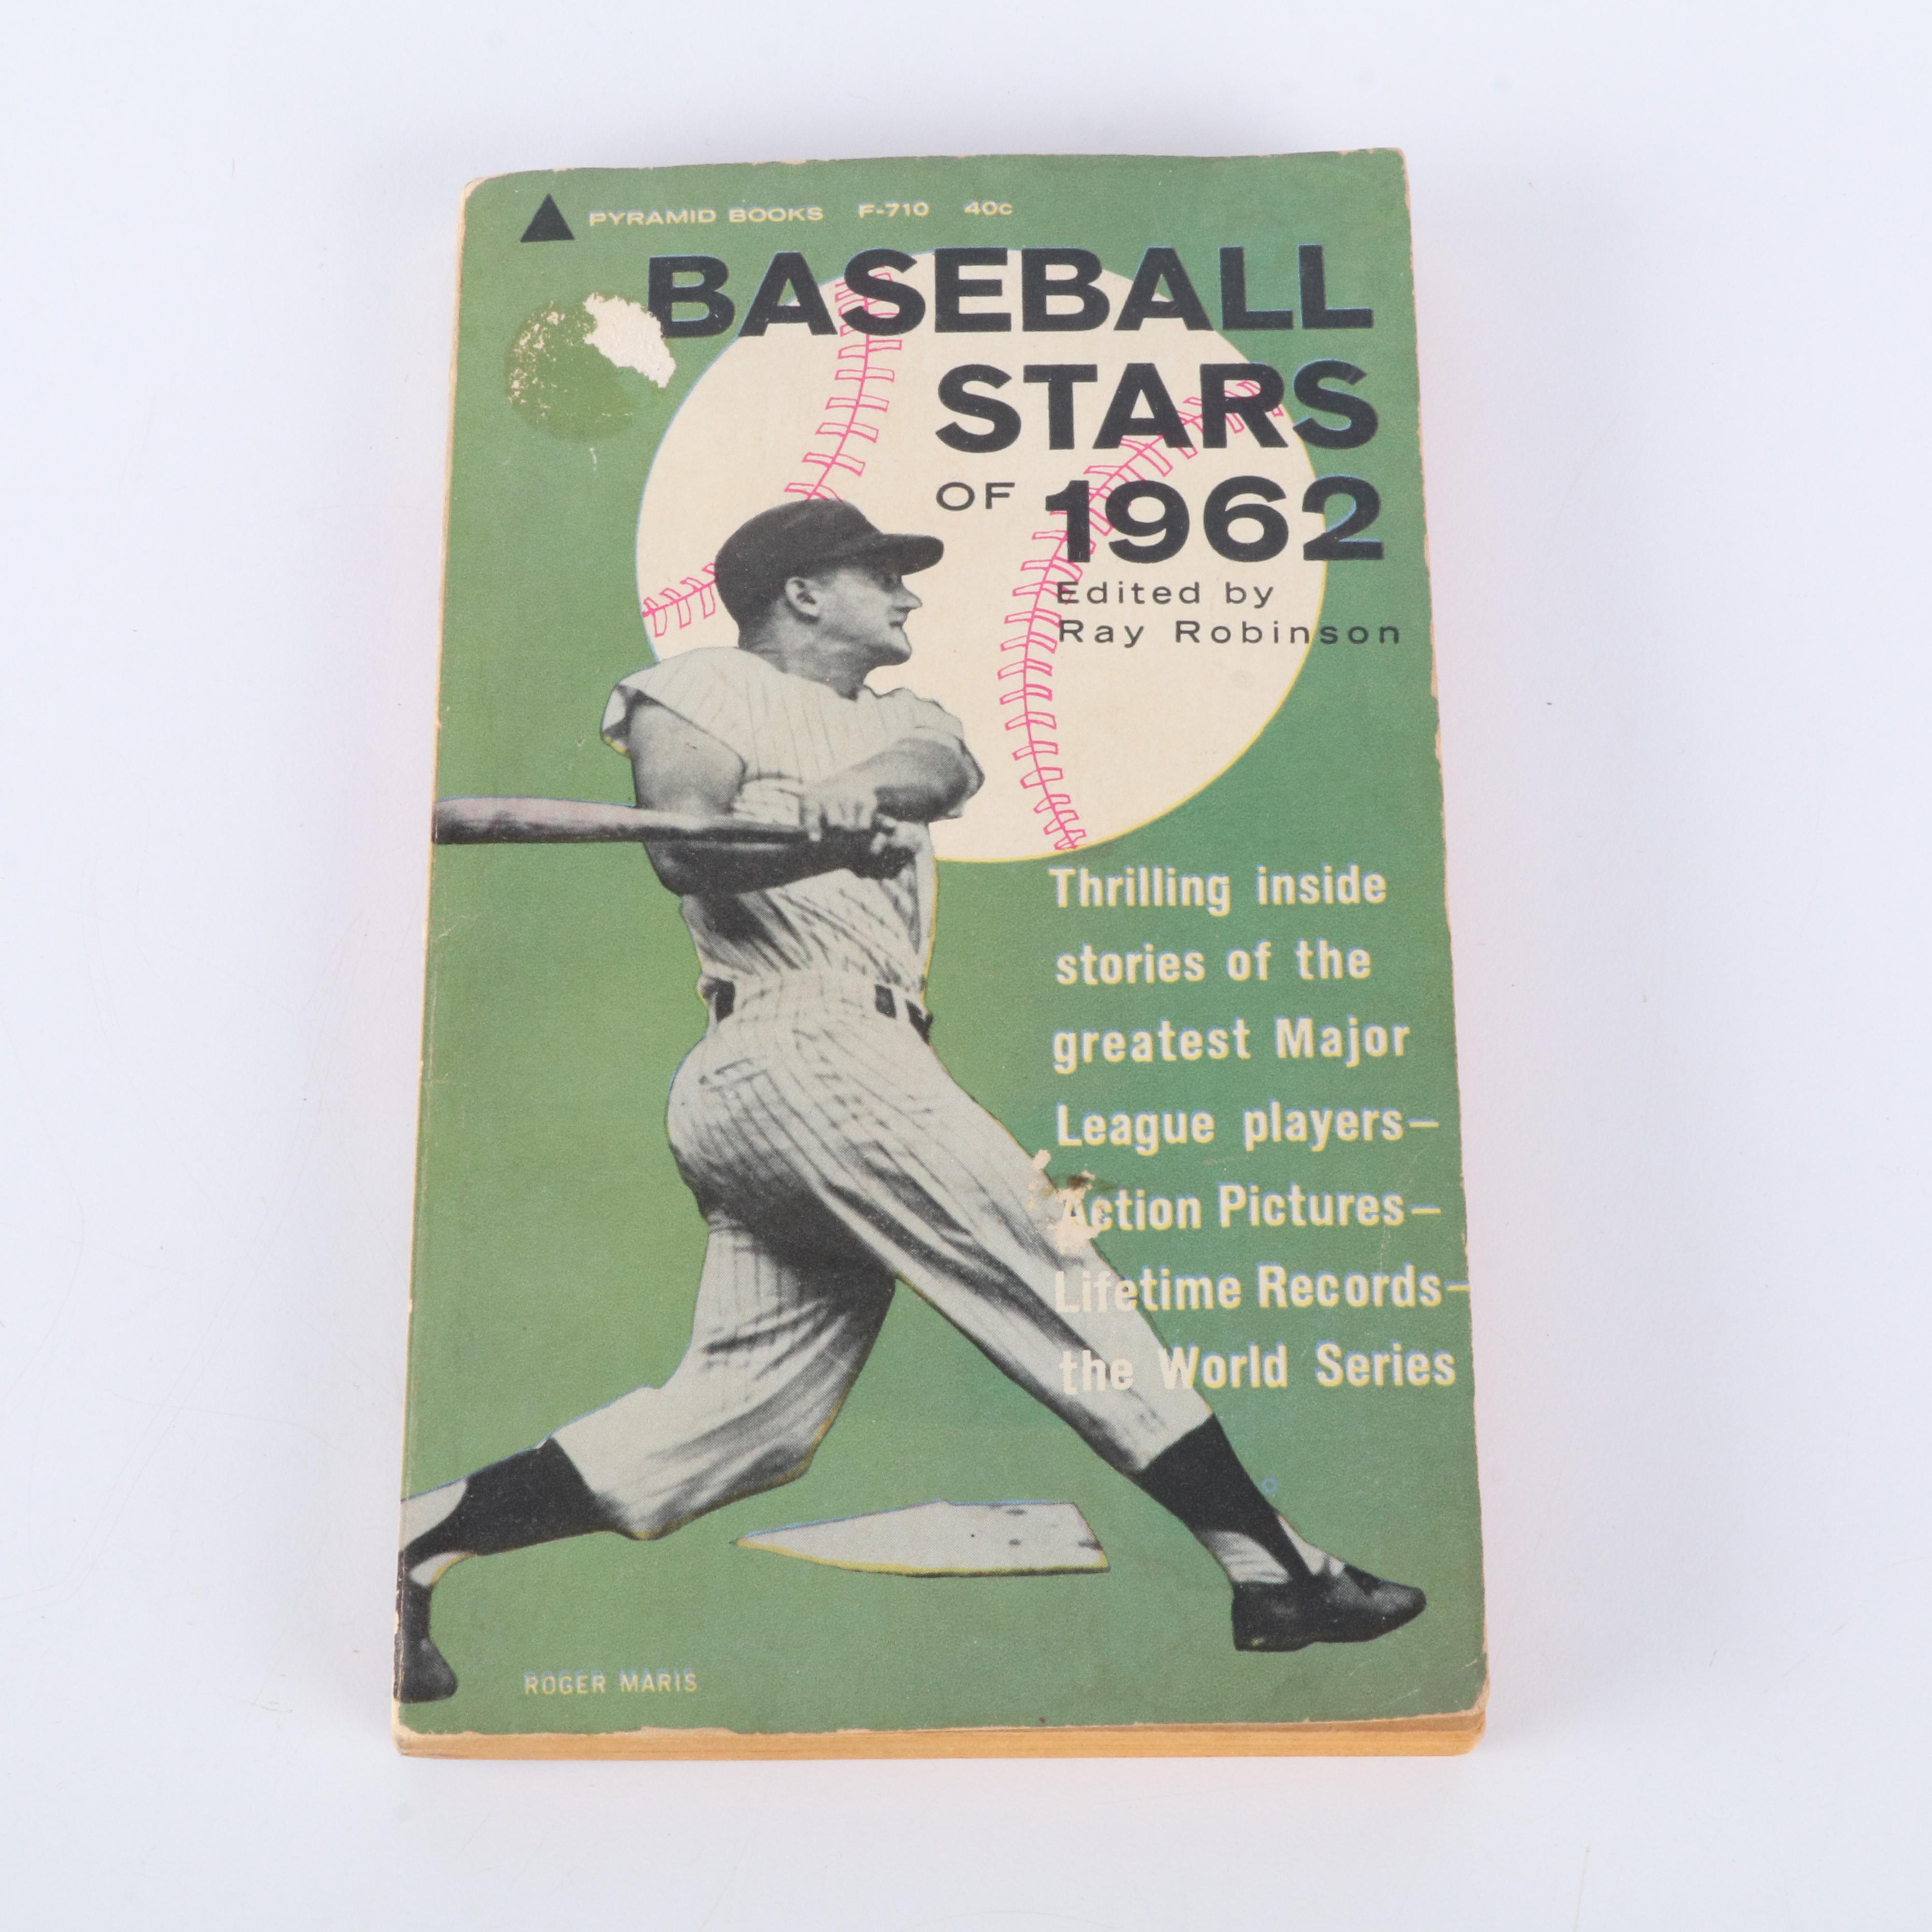 PYRAMID BOOKS F-710 40c
BASEBALL
STARS
OF 1962
Edited by
Ray Robinson
Thrilling inside
stories of the
greatest Major
League players—
Action Pictures—
Lifetime Records—
the World Series
ROGER MARIS